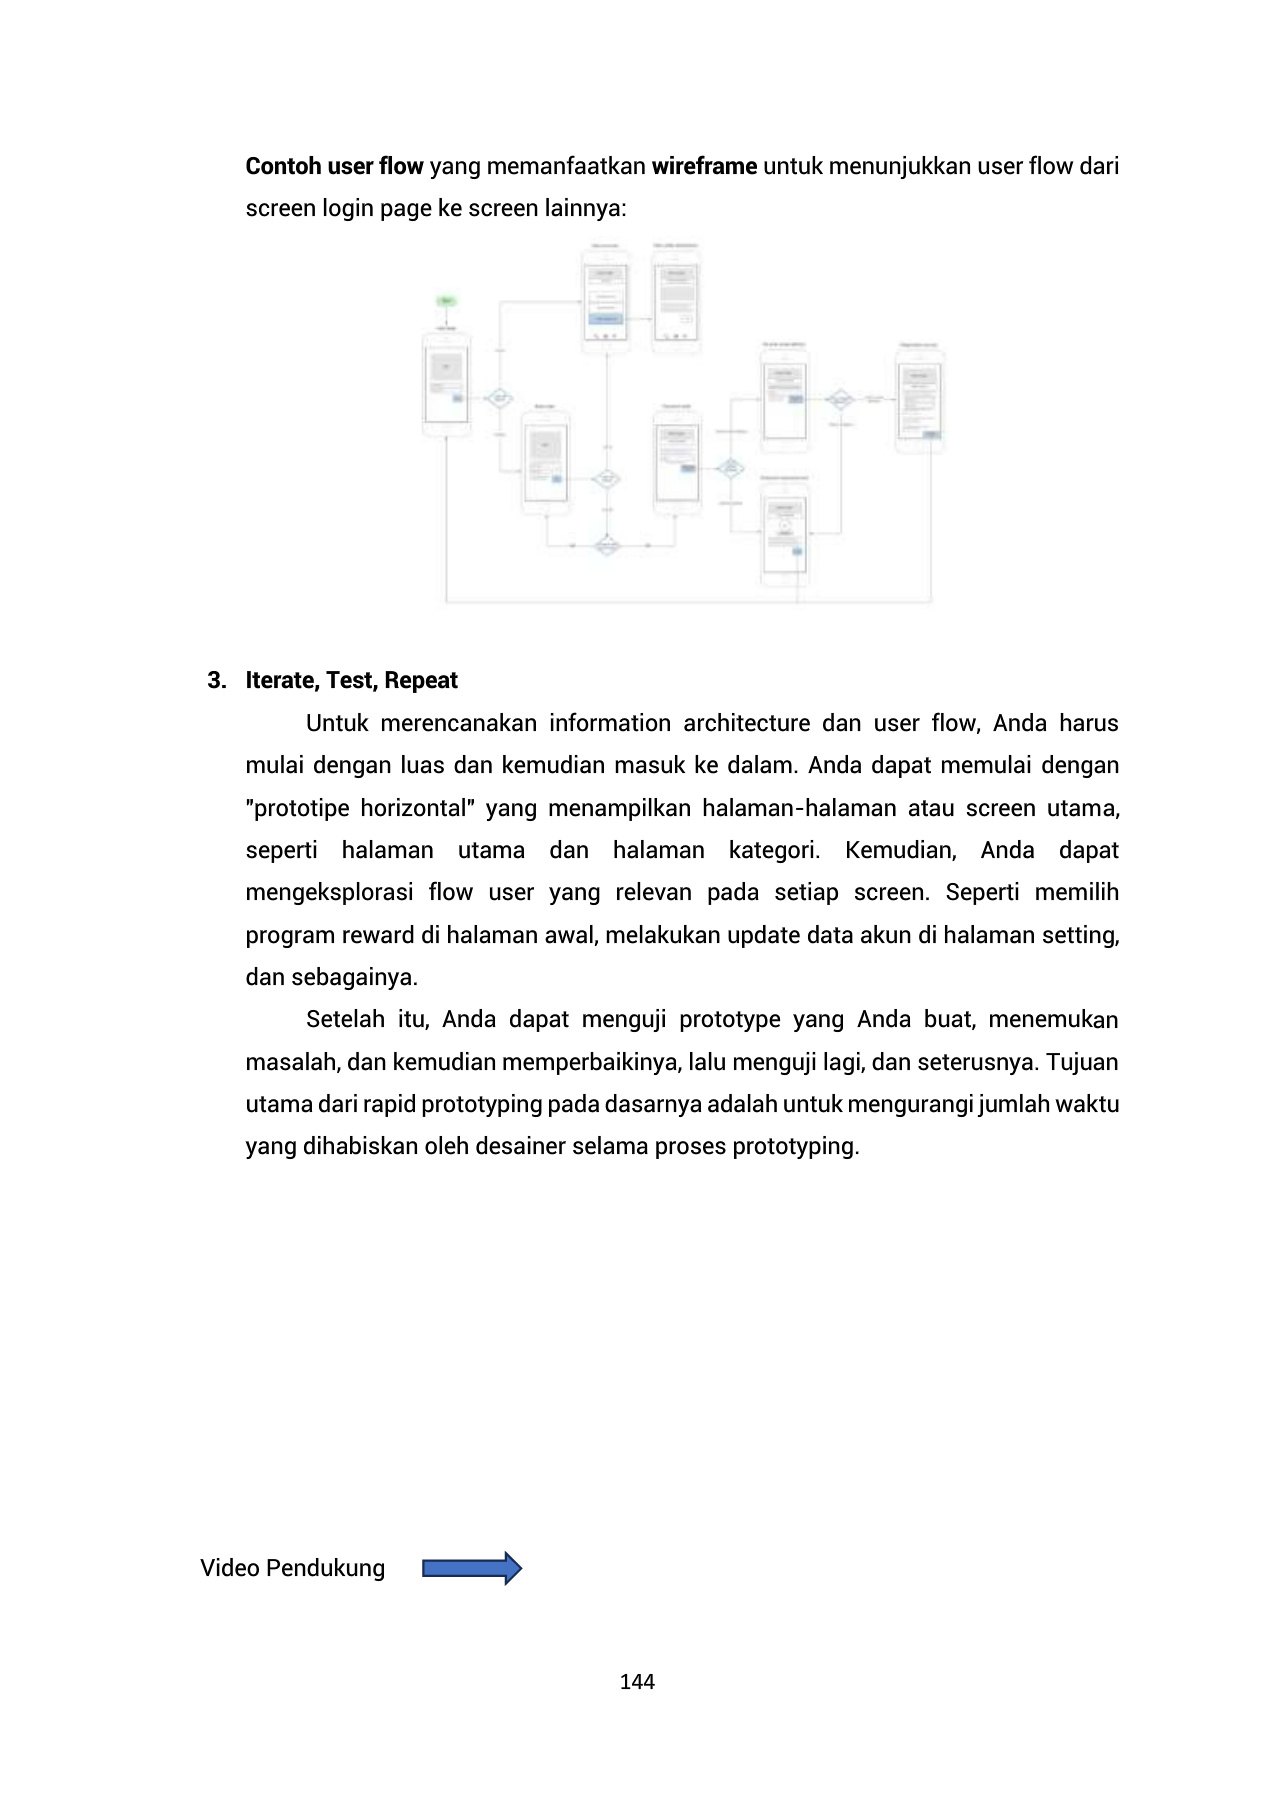 Contoh user flow yang memanfaatkan wireframe untuk menunjukkan user flow dari
screen login page ke screen lainnya:
3. Iterate, Test, Repeat
Untuk merencanakan information architecture dan user flow, Anda harus
mulai dengan luas dan kemudian masuk ke dalam. Anda dapat memulai dengan
"prototipe horizontal" yang menampilkan halaman-halaman atau screen utama,
seperti halaman utama dan halaman kategori. Kemudian, Anda dapat
mengeksplorasi flow user yang relevan pada setiap screen. Seperti memilih
program reward di halaman awal, melakukan update data akun di halaman setting,
dan sebagainya.
Setelah itu, Anda dapat menguji prototype yang Anda buat, menemukan
masalah, dan kemudian memperbaikinya, lalu menguji lagi, dan seterusnya. Tujuan
utama dari rapid prototyping pada dasarnya adalah untuk mengurangi jumlah waktu
yang dihabiskan oleh desainer selama proses prototyping.
Video Pendukung
144